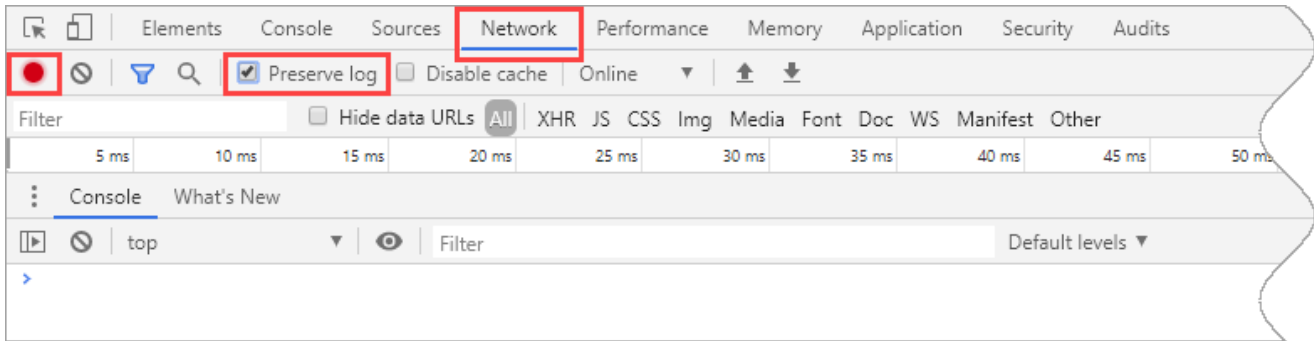 Elements Console Sources Network Performance Memory Application Security Audits
Preserve log Disable cache Online
Filter Hide data URLs All XHR JS CSS Img Media Font Doc WS Manifest Other
5 ms 10 ms 15 ms 20 ms 25 ms 30 ms 35 ms 40 ms 45 ms 50 ms
Console What's New
top Filter Default levels